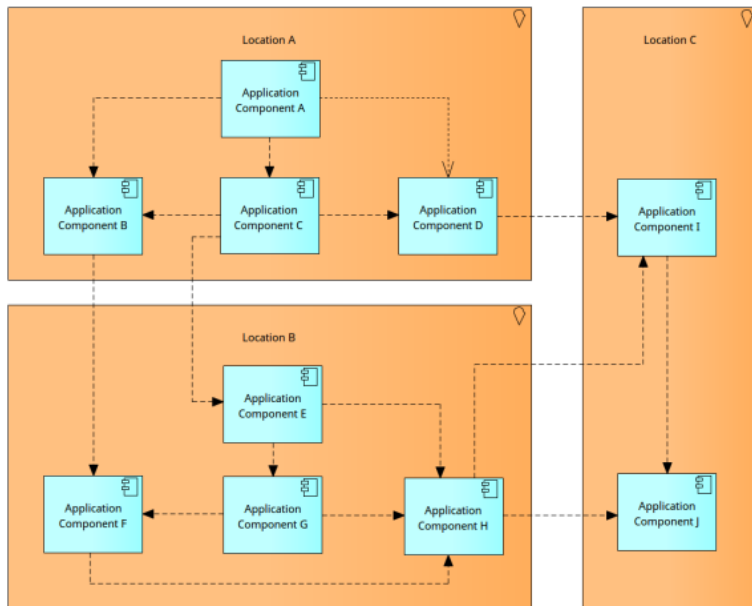 Location A
Location C
Application
Component A
Application
Component B
Application
Component C
Application
Component D
Application
Component I
Location B
Application
Component E
Application
Component F
Application
Component G
Application
Component H
Application
Component J